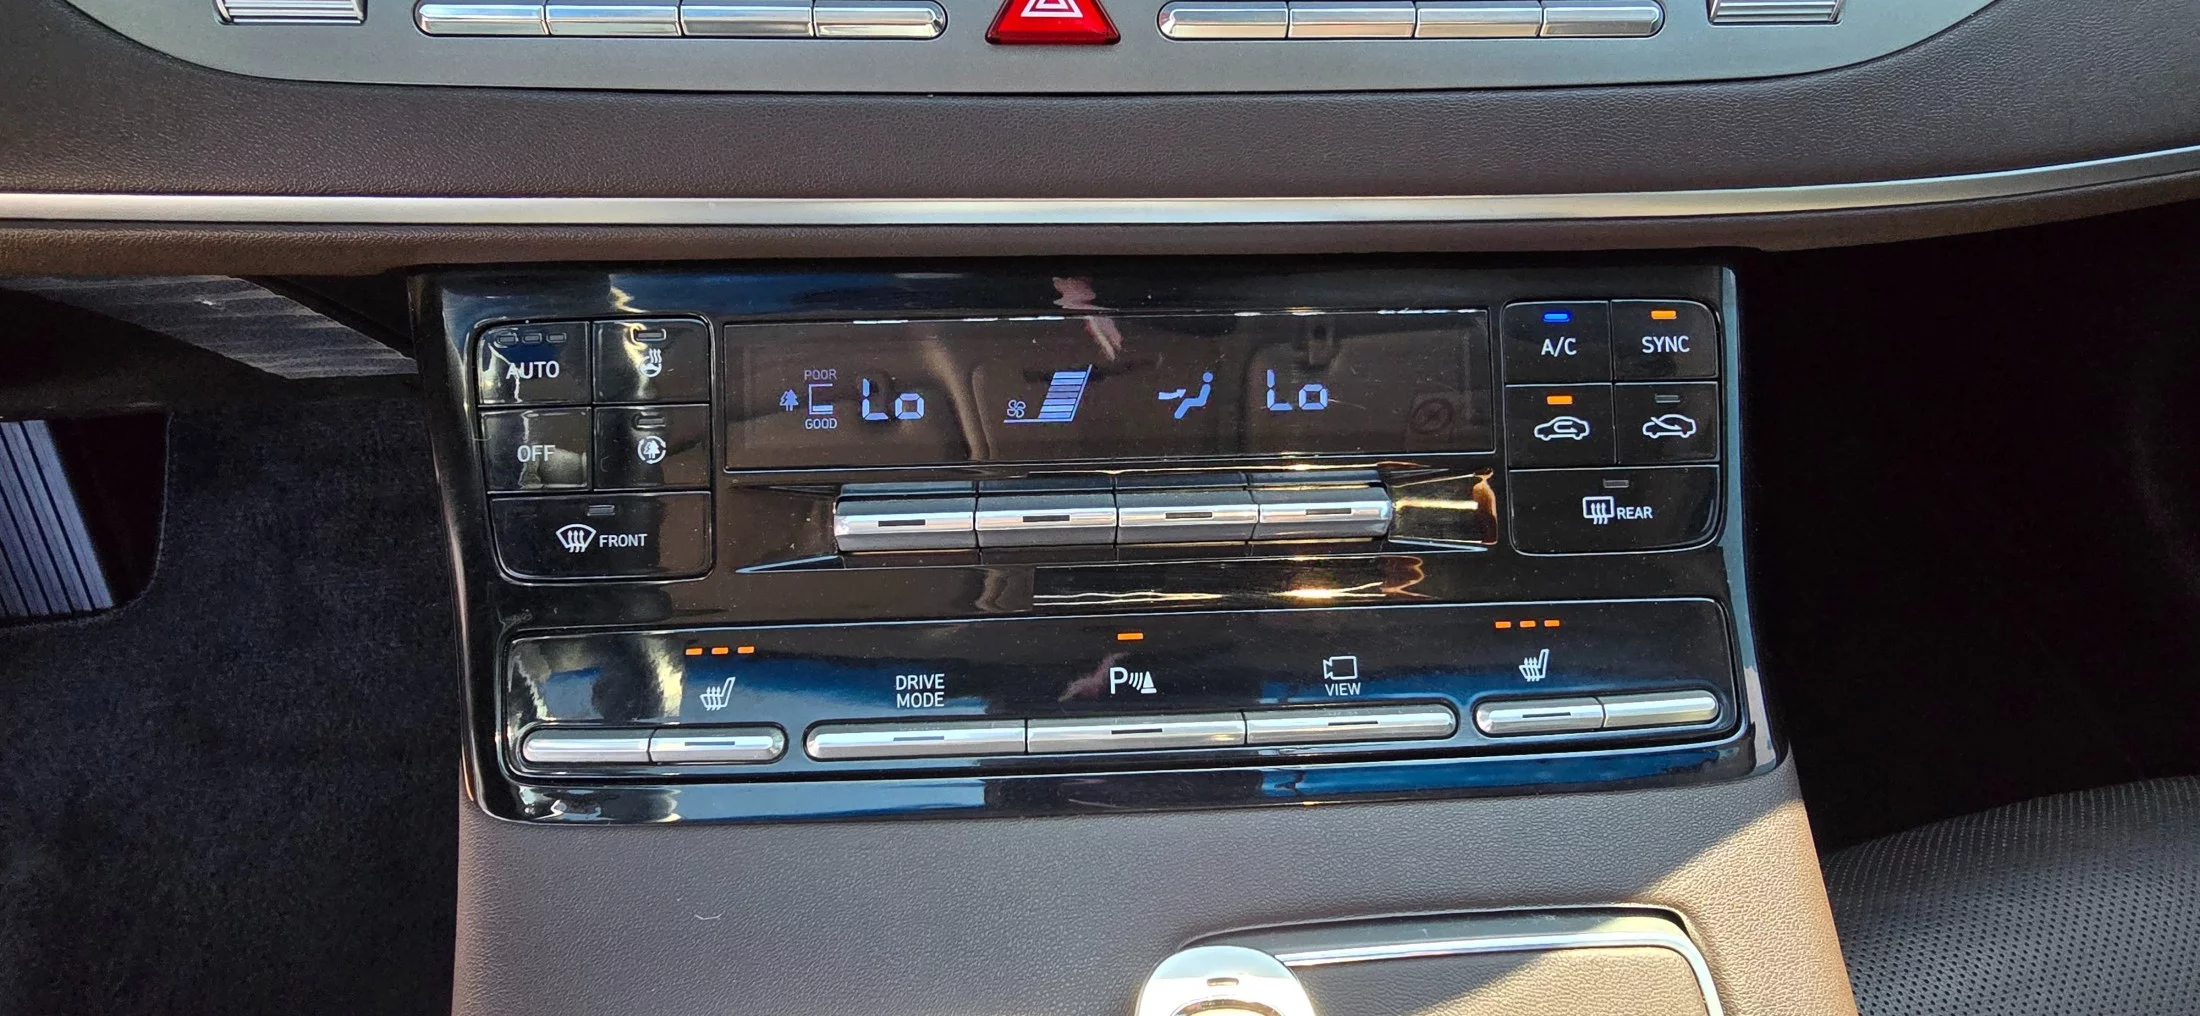 AUTO
OFF
FRONT
POOR
GOOD
Lo
Lo
A/C
SYNC
REAR
DRIVE
MODE
P
VIEW